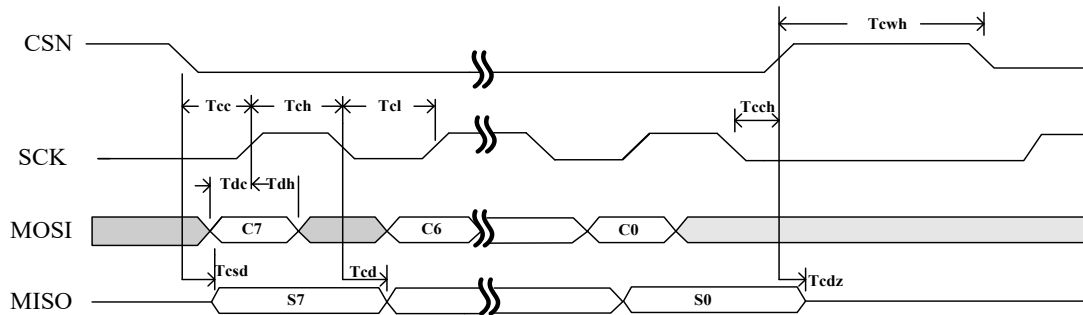 Tcwh
CSN
Tcc Tch Tcl Tcch
SCK
Tdc Tdh
MOSI C7 C6 C0
Tcsd Tcd Tcdz
MISO S7 S0